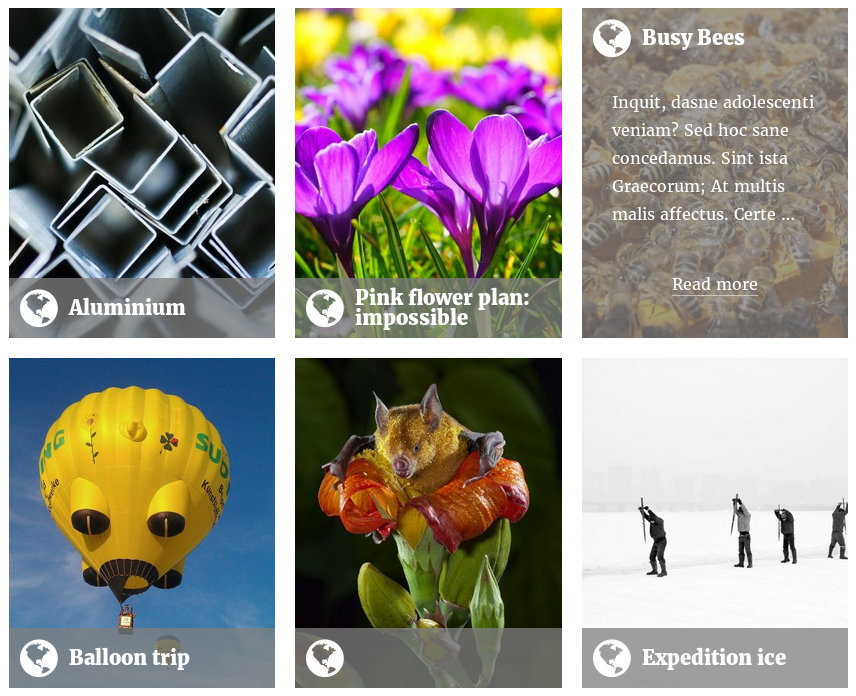 Busy Bees
Inquit, dasne adolescenti
veniam? Sed hoc sane
concedamus. Sint ista
Graecorum; At multis
malis affectus. Certe ...
Read more
Aluminium
Pink flower plan:
impossible
Balloon trip
Expedition ice